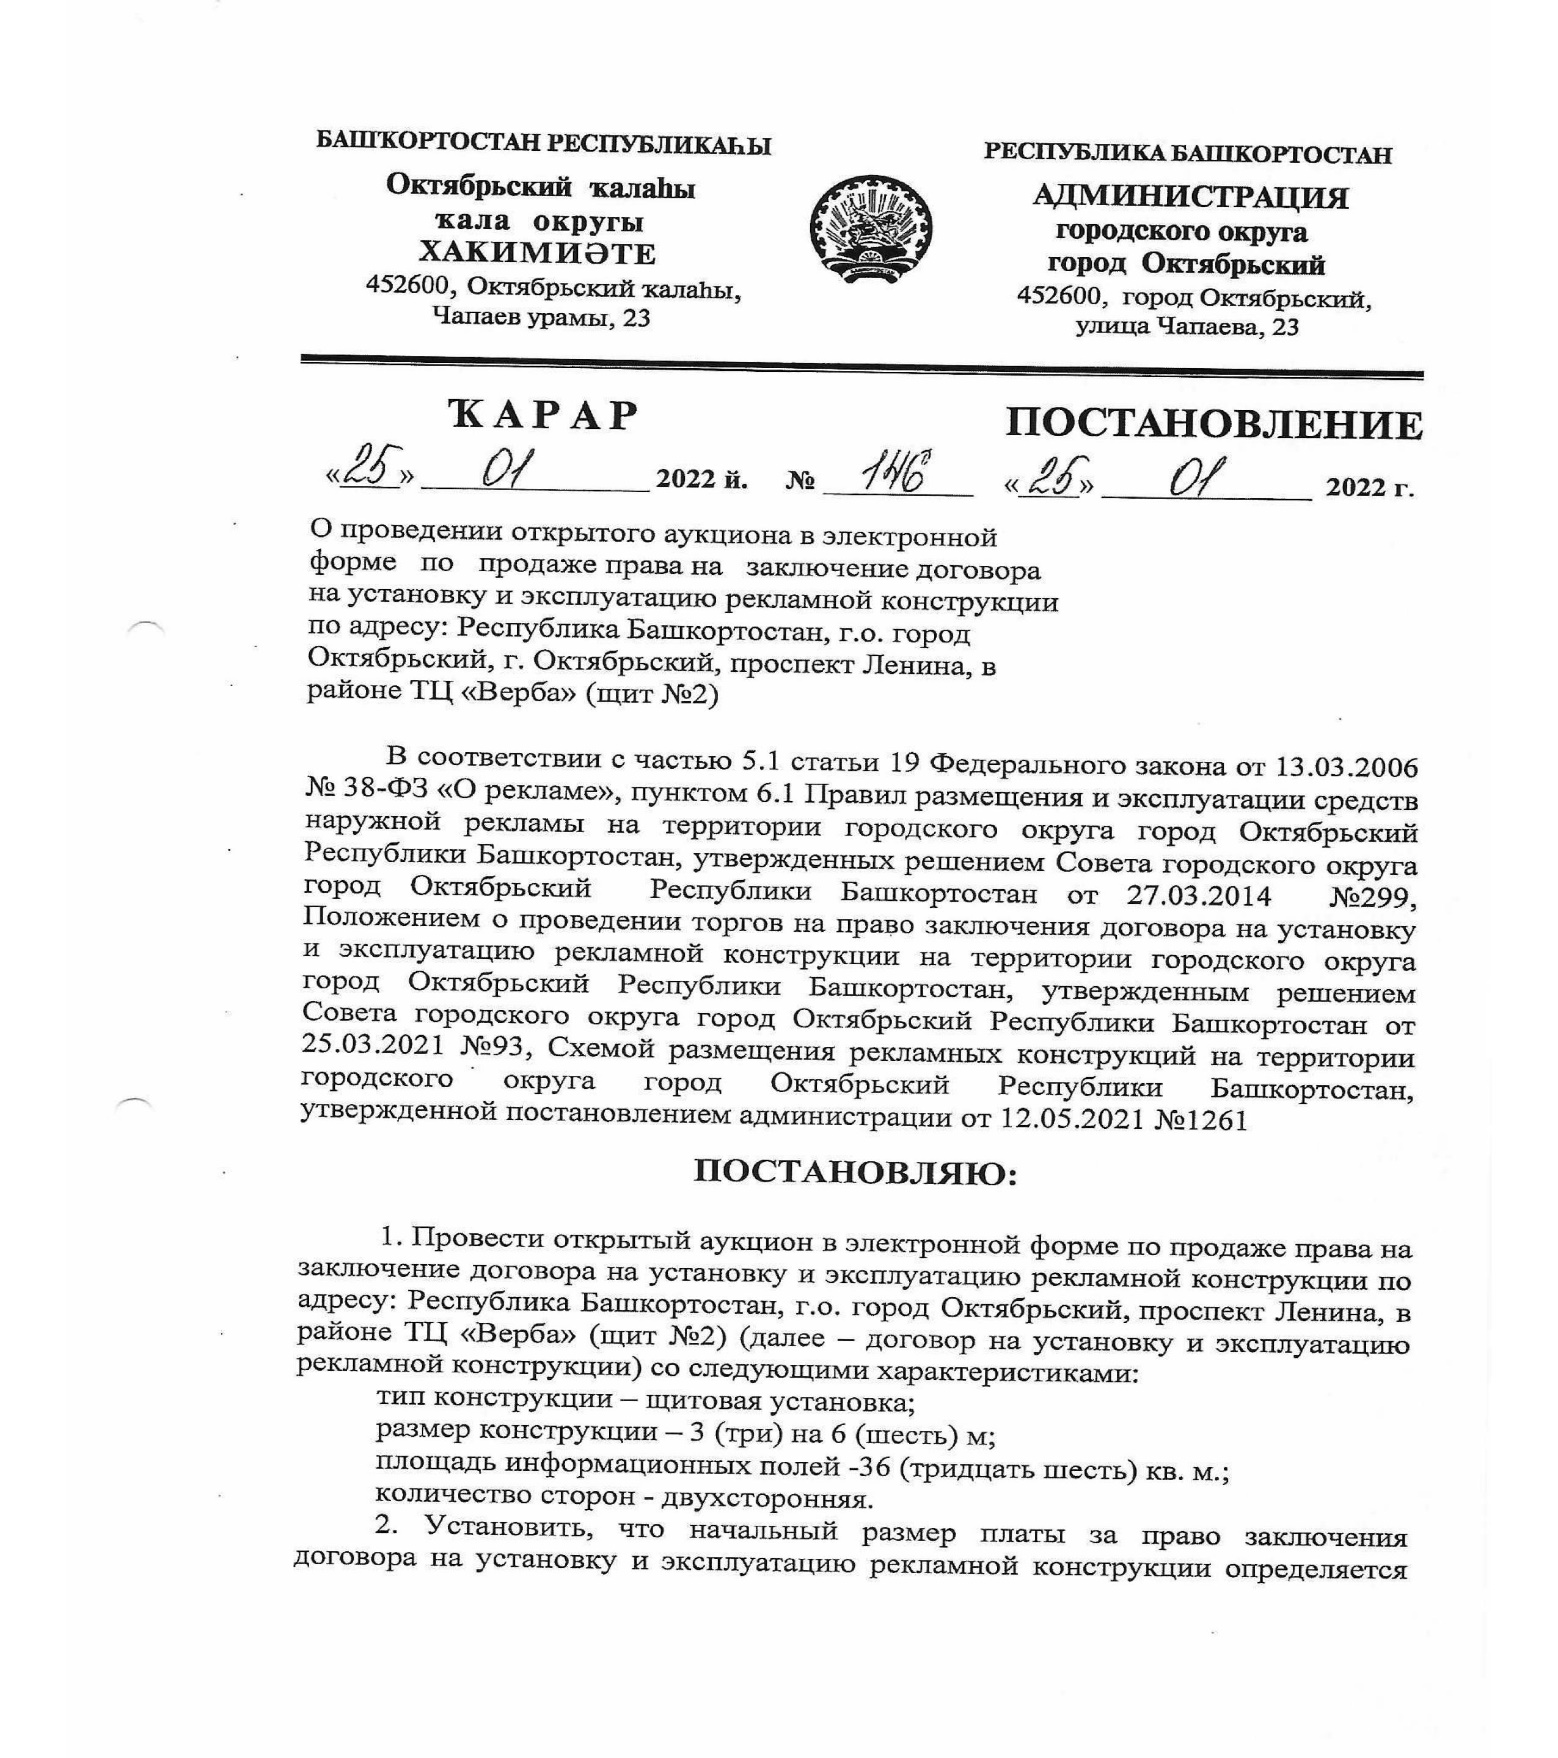 БАШҠОРТОСТАН РЕСПУБЛИКАҺЫ
Октябрьский ҡалаһы
ҡала округы
ХАКИМИӘТЕ
452600, Октябрьский ҡалаһы,
Чапаев урамы, 23
РЕСПУБЛИКА БАШКОРТОСТАН
АДМИНИСТРАЦИЯ
городского округа
город Октябрьский
452600, город Октябрьский,
улица Чапаева, 23
ҠАРАР
ПОСТАНОВЛЕНИЕ
«25» 01 2022 й. № 146 «25» 01 2022 г.
О проведении открытого аукциона в электронной
форме по продаже права на заключение договора
на установку и эксплуатацию рекламной конструкции
по адресу: Республика Башкортостан, г.о. город
Октябрьский, г. Октябрьский, проспект Ленина, в
районе ТЦ «Верба» (щит №2)
В соответствии с частью 5.1 статьи 19 Федерального закона от 13.03.2006
№ 38-ФЗ «О рекламе», пунктом 6.1 Правил размещения и эксплуатации средств
наружной рекламы на территории городского округа город Октябрьский
Республики Башкортостан, утвержденных решением Совета городского округа
город Октябрьский Республики Башкортостан от 27.03.2014 №299,
Положением о проведении торгов на право заключения договора на установку
и эксплуатацию рекламной конструкции на территории городского округа
город Октябрьский Республики Башкортостан, утвержденным решением
Совета городского округа город Октябрьский Республики Башкортостан от
25.03.2021 №93, Схемой размещения рекламных конструкций на территории
городского округа город Октябрьский Республики Башкортостан,
утвержденной постановлением администрации от 12.05.2021 №1261
ПОСТАНОВЛЯЮ:
1. Провести открытый аукцион в электронной форме по продаже права на
заключение договора на установку и эксплуатацию рекламной конструкции по
адресу: Республика Башкортостан, г.о. город Октябрьский, проспект Ленина, в
районе ТЦ «Верба» (щит №2) (далее – договор на установку и эксплуатацию
рекламной конструкции) со следующими характеристиками:
тип конструкции – щитовая установка;
размер конструкции – 3 (три) на 6 (шесть) м;
площадь информационных полей -36 (тридцать шесть) кв. м.;
количество сторон - двухсторонняя.
2. Установить, что начальный размер платы за право заключения
договора на установку и эксплуатацию рекламной конструкции определяется